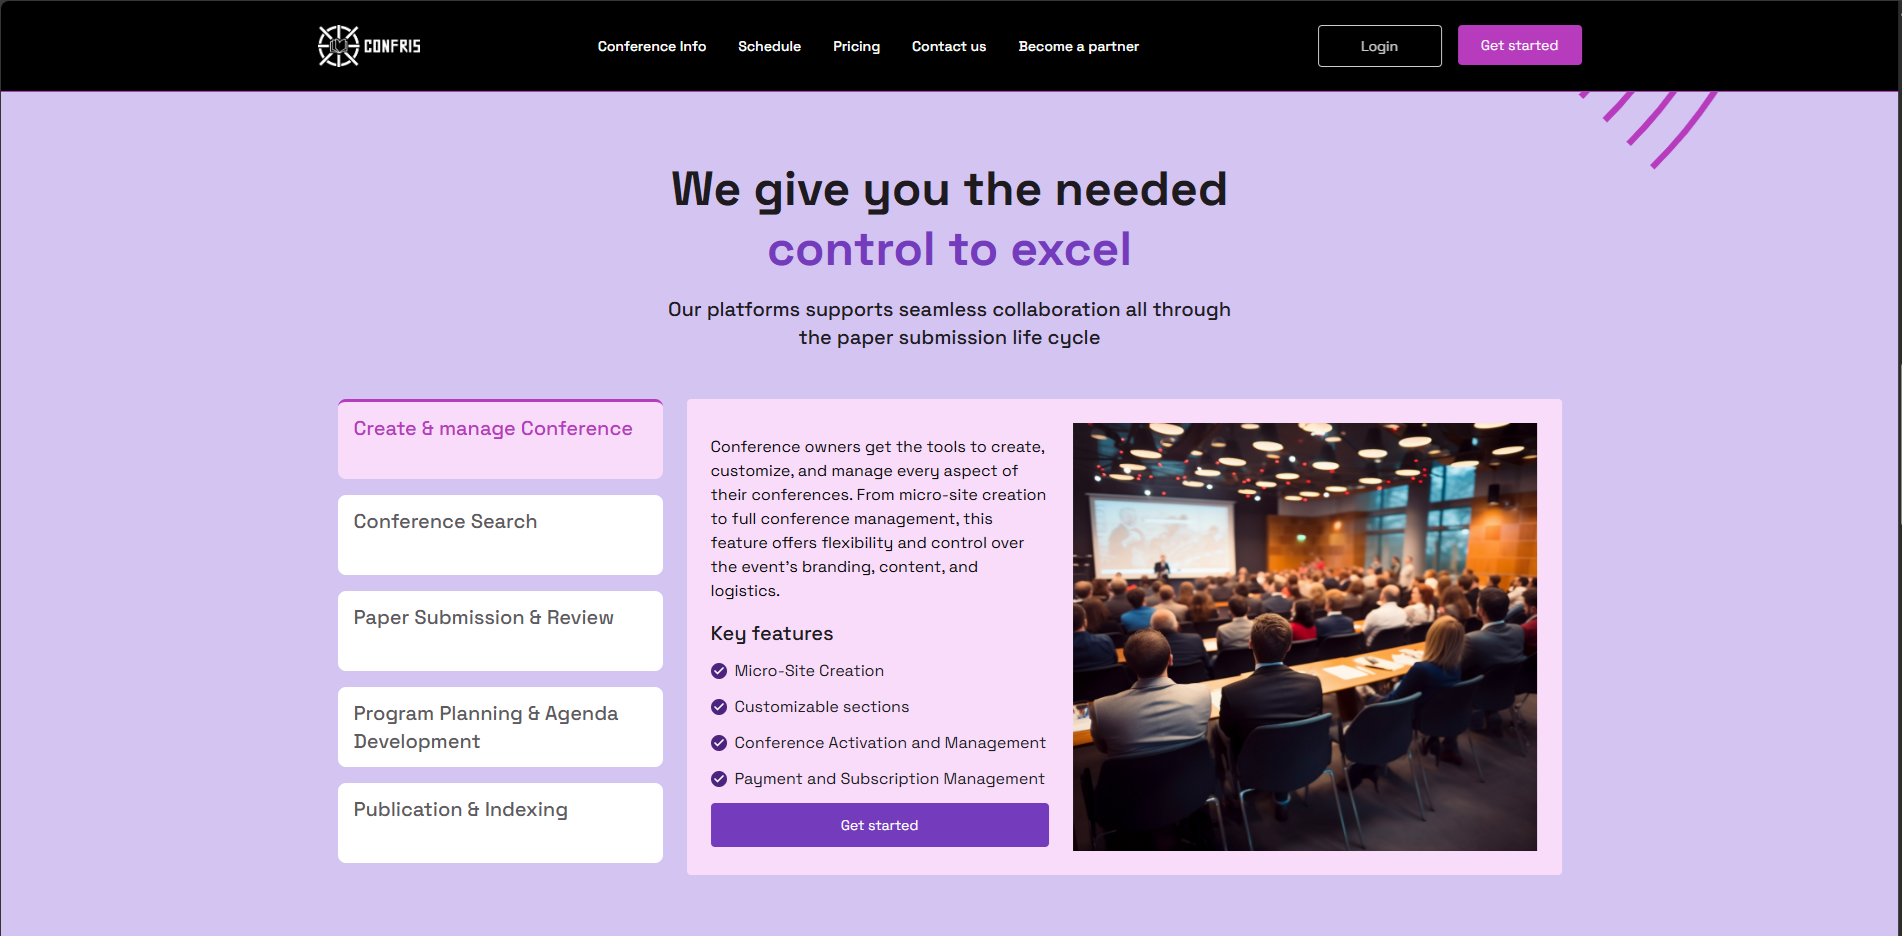 CONFRIS
Conference Info
Schedule
Pricing
Contact us
Become a partner
Login
Get started
We give you the needed
control to excel
Our platforms supports seamless collaboration all through
the paper submission life cycle
Create & manage Conference
Conference Search
Paper Submission & Review
Program Planning & Agenda
Development
Publication & Indexing
Conference owners get the tools to create,
customize, and manage every aspect of
their conferences. From micro-site creation
to full conference management, this
feature offers flexibility and control over
the event's branding, content, and
logistics.
Key features
Micro-Site Creation
Customizable sections
Conference Activation and Management
Payment and Subscription Management
Get started